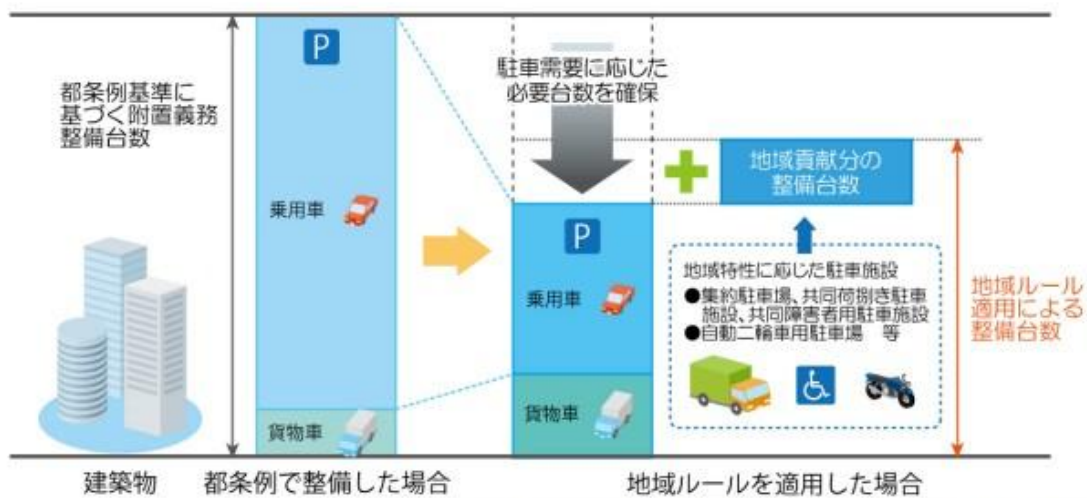 都条例基準に
基づく附置義務
整備台数
P
乗用車
貨物車
駐車需要に応じた
必要台数を確保
P
乗用車
貨物車
地域貢献分の
整備台数
地域特性に応じた駐車施設
●集約駐車場、共同荷捌き駐車
施設、共同障害者用駐車施設
●自動二輪車用駐車場　等
地域ルール
適用による
整備台数
建築物
都条例で整備した場合
地域ルールを適用した場合